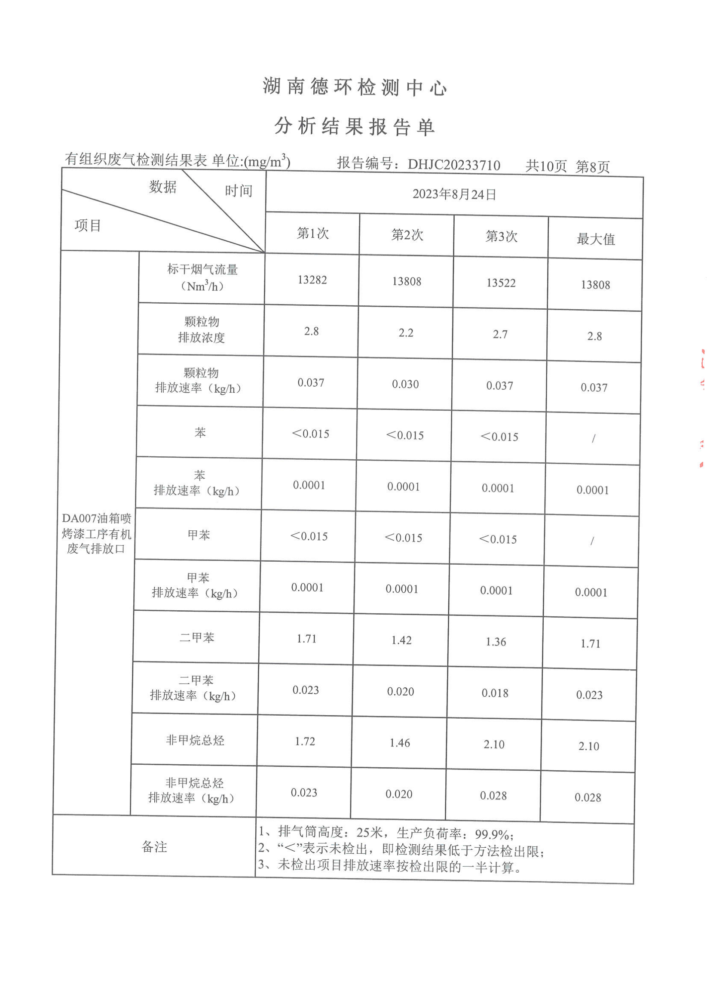 湖南德环检测中心
分析结果报告单
有组织废气检测结果表 单位:(mg/m³) 报告编号：DHJC20233710 共10页 第8页
数据 时间 项目 2023年8月24日
第1次 第2次 第3次 最大值
DA007油箱喷
烤漆工序有机
废气排放口
标干烟气流量
（Nm³/h） 13282 13808 13522 13808
颗粒物
排放浓度 2.8 2.2 2.7 2.8
颗粒物
排放速率（kg/h） 0.037 0.030 0.037 0.037
苯 ＜0.015 ＜0.015 ＜0.015 /
苯
排放速率（kg/h） 0.0001 0.0001 0.0001 0.0001
甲苯 ＜0.015 ＜0.015 ＜0.015 /
甲苯
排放速率（kg/h） 0.0001 0.0001 0.0001 0.0001
二甲苯 1.71 1.42 1.36 1.71
二甲苯
排放速率（kg/h） 0.023 0.020 0.018 0.023
非甲烷总烃 1.72 1.46 2.10 2.10
非甲烷总烃
排放速率（kg/h） 0.023 0.020 0.028 0.028
备注
1、排气筒高度：25米，生产负荷率：99.9%；
2、“＜”表示未检出，即检测结果低于方法检出限；
3、未检出项目排放速率按检出限的一半计算。